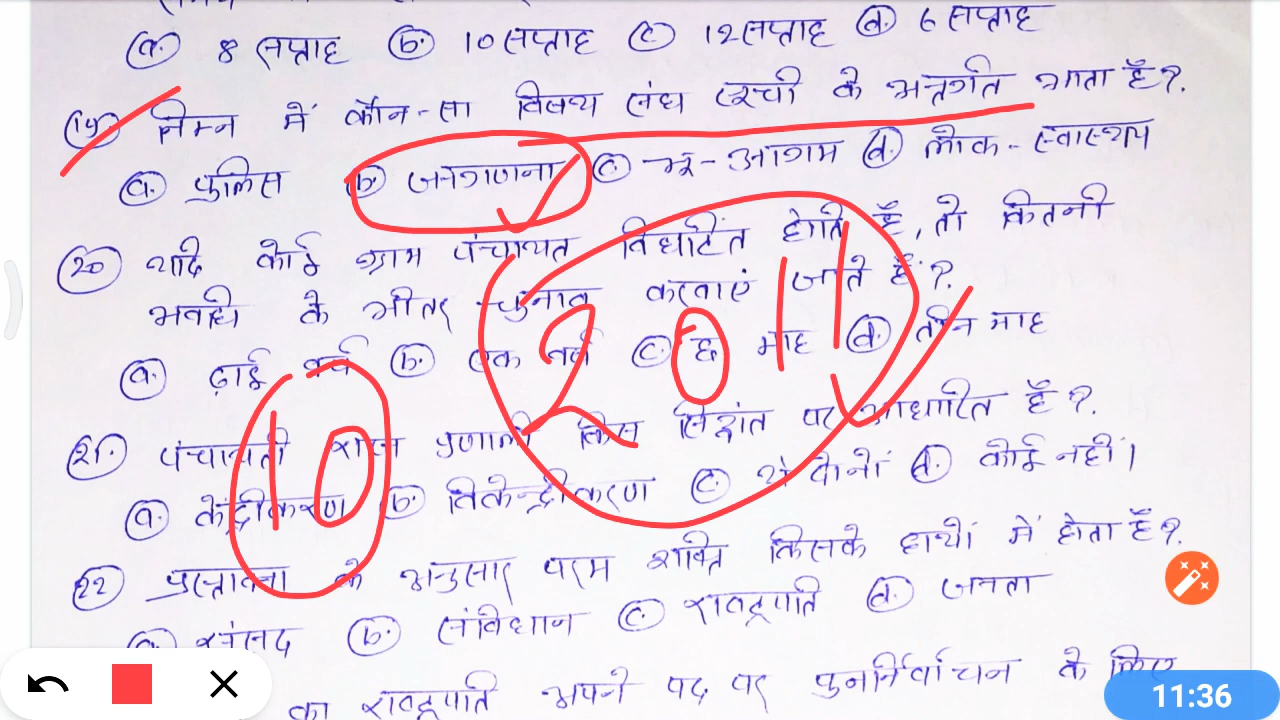 (a) 8 सप्ताह (b) 10 सप्ताह (c) 12 सप्ताह (d) 6 सप्ताह
(19) निम्न में कौन-सा विषय संघ सूची के अन्तर्गत आता है?
(a) पुलिस (b) जनगणना (c) भू-आगम (d) लोक-स्वास्थ्य
(20) यदि कोई ग्राम पंचायत विघटित होति है, तो कितनी
अवधि के भीतर चुनाव करवाएं जाते हैं?
(a) ढ़ाई वर्ष (b) एक वर्ष (c) छ माह (d) तीन माह
2011
10
(21) पंचायती राज प्रणाली किस सिद्वांत पर आधारित है?
(a) केंद्रीकरण (b) विकेन्द्रीकरण (c) ये दोनों (d) कोई नहीं।
(22) प्रस्तावना के अनुसार परम शक्ति किसके हाथों में होता है?
(a) संसद (b) संविधान (c) राष्ट्रपति (d) जनता
का राष्ट्रपति अपने पद पर पुनर्निर्वाचन के लिए
11:36